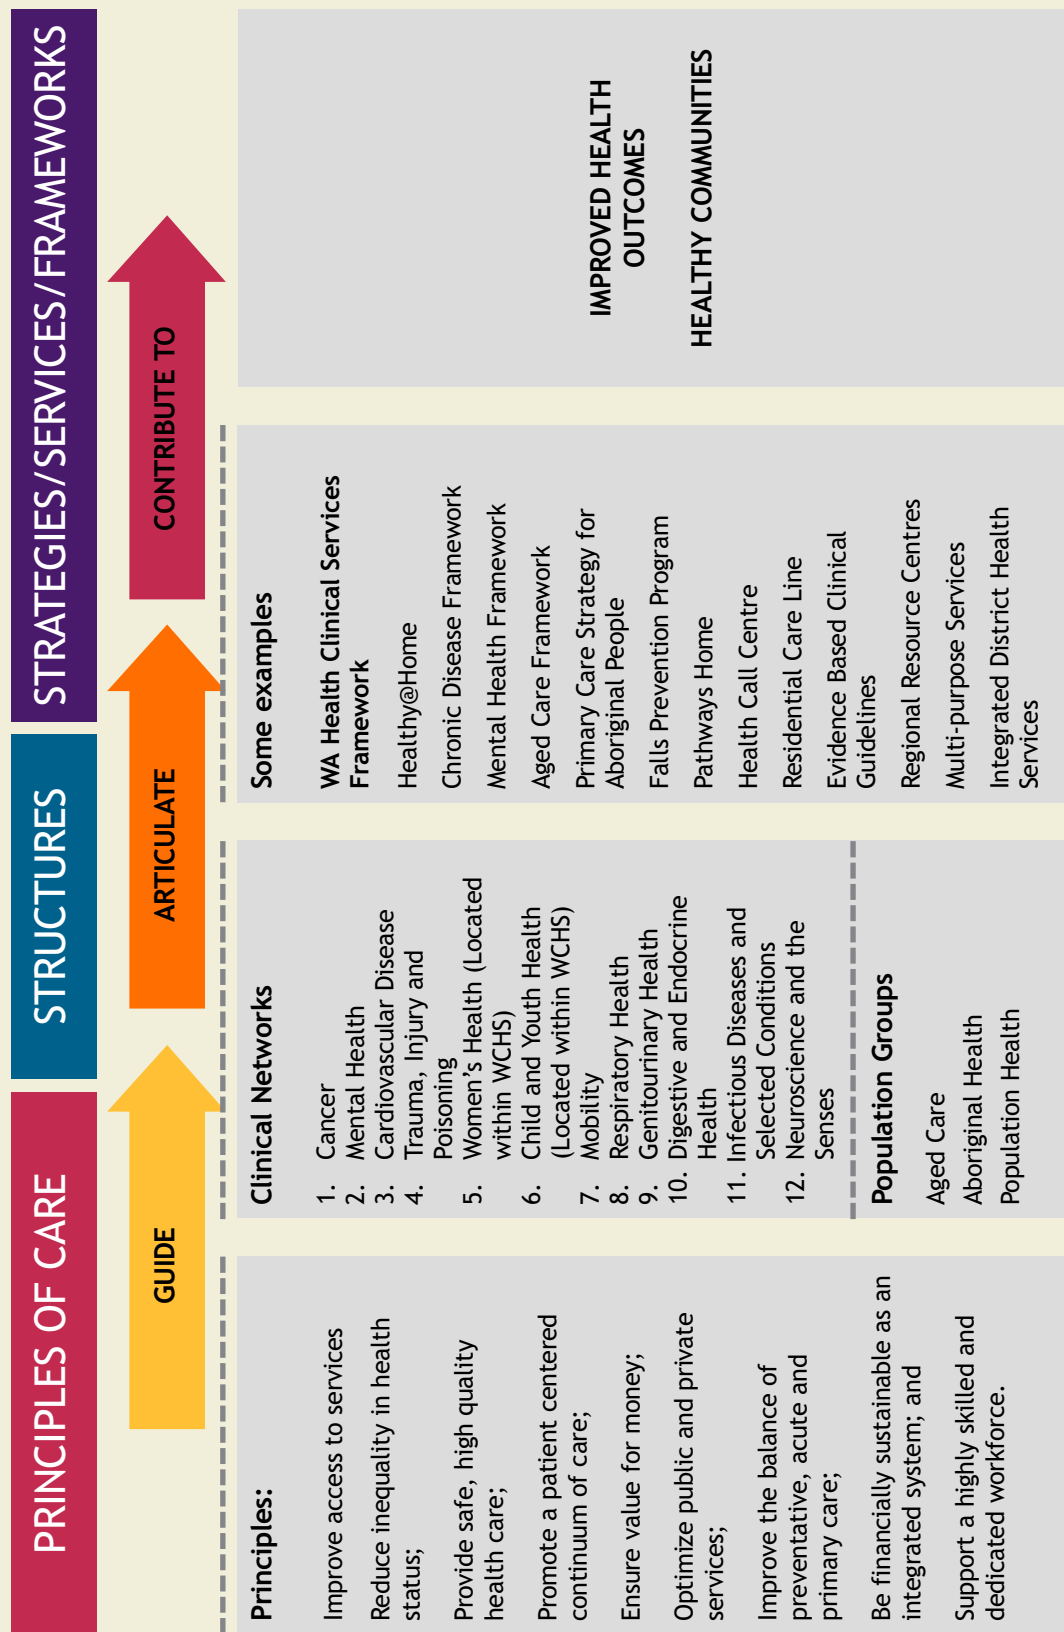 PRINCIPLES OF CARE
STRUCTURES
STRATEGIES/SERVICES/FRAMEWORKS
GUIDE
ARTICULATE
CONTRIBUTE TO
Principles:
Improve access to services
Reduce inequality in health
status;
Provide safe, high quality
health care;
Promote a patient centered
continuum of care;
Ensure value for money;
Optimize public and private
services;
Improve the balance of
preventative, acute and
primary care;
Be financially sustainable as an
integrated system; and
Support a highly skilled and
dedicated workforce.
Clinical Networks
1. Cancer
2. Mental Health
3. Cardiovascular Disease
4. Trauma, Injury and
Poisoning
5. Women's Health (Located
within WCHS)
6. Child and Youth Health
(Located within WCHS)
7. Mobility
8. Respiratory Health
9. Genitourinary Health
10. Digestive and Endocrine
Health
11. Infectious Diseases and
Selected Conditions
12. Neuroscience and the
Senses
Population Groups
Aged Care
Aboriginal Health
Population Health
Some examples
WA Health Clinical Services
Framework
Healthy@Home
Chronic Disease Framework
Mental Health Framework
Aged Care Framework
Primary Care Strategy for
Aboriginal People
Falls Prevention Program
Pathways Home
Health Call Centre
Residential Care Line
Evidence Based Clinical
Guidelines
Regional Resource Centres
Multi-purpose Services
Integrated District Health
Services
IMPROVED HEALTH
OUTCOMES
HEALTHY COMMUNITIES